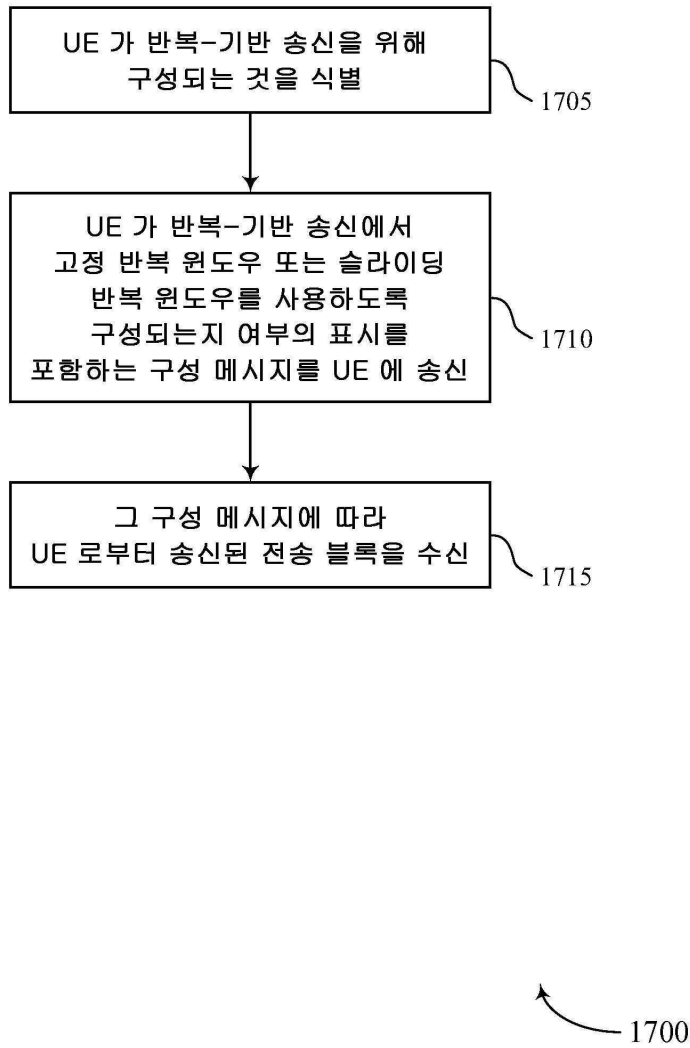 UE 가 반복-기반 송신을 위해
구성되는 것을 식별
1705
UE 가 반복-기반 송신에서
고정 반복 윈도우 또는 슬라이딩
반복 윈도우를 사용하도록
구성되는지 여부의 표시를
포함하는 구성 메시지를 UE 에 송신
1710
그 구성 메시지에 따라
UE 로부터 송신된 전송 블록을 수신
1715
1700